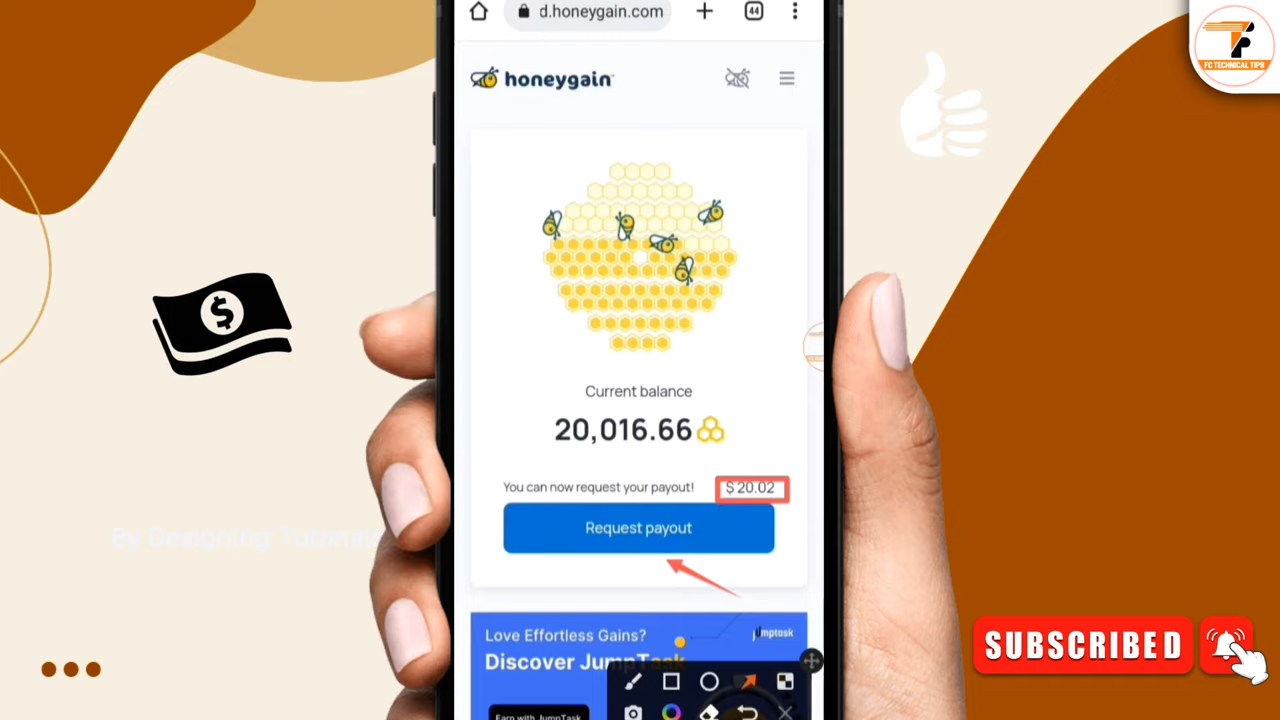 d.honeygain.com
44
FC TECHNICAL TIPS
honeygain
Current balance
20,016.66
You can now request your payout!
$ 20.02
Request payout
By Designing Tutorials
Love Effortless Gains?
jumptask
Discover JumpTask
Earn with JumpTask
SUBSCRIBED